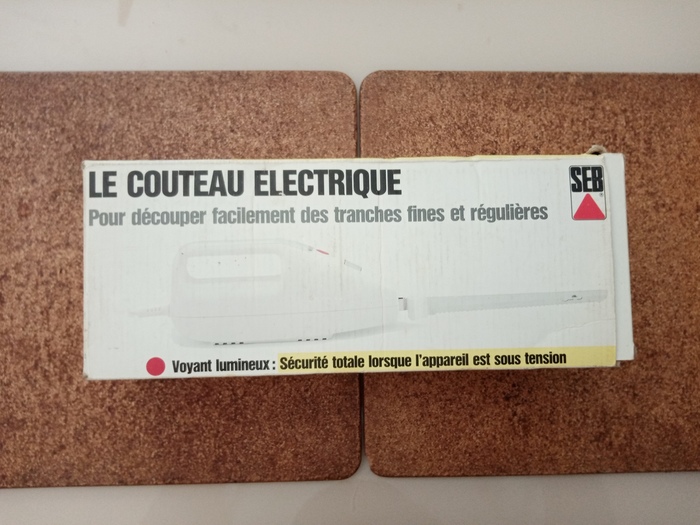 LE COUTEAU ELECTRIQUE
SEB
Pour découper facilement des tranches fines et régulières
Voyant lumineux : Sécurité totale lorsque l'appareil est sous tension